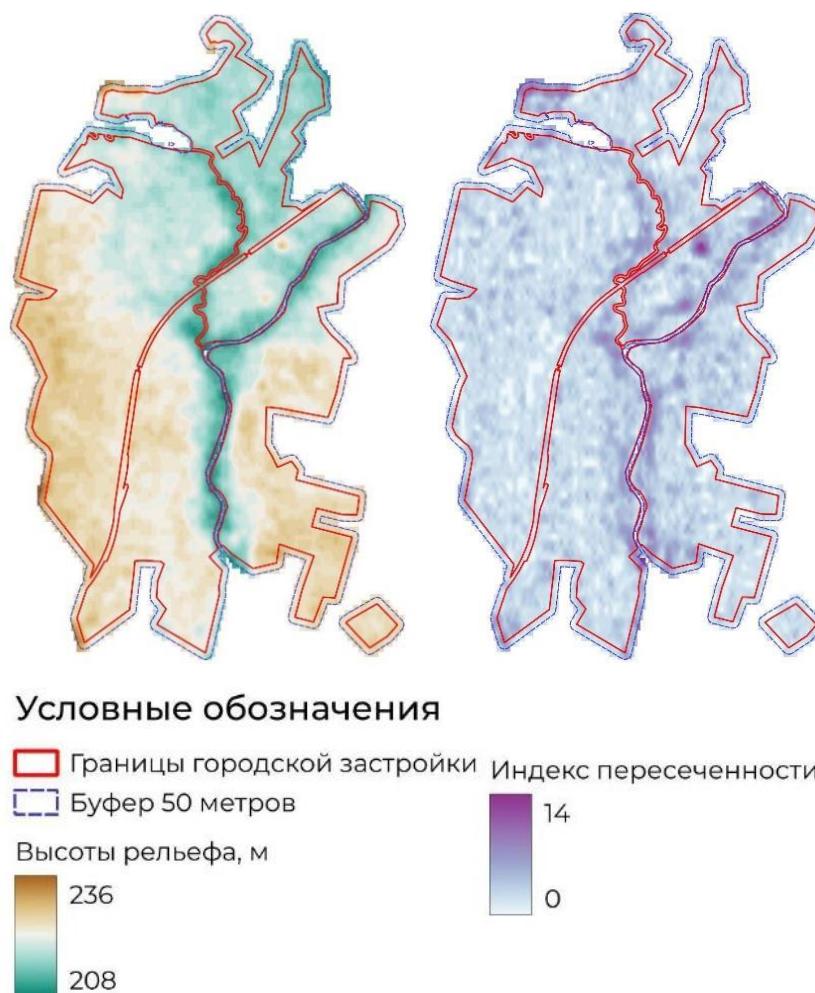 Условные обозначения
Границы городской застройки
Буфер 50 метров
Высоты рельефа, м
236
208
Индекс пересеченности
14
0